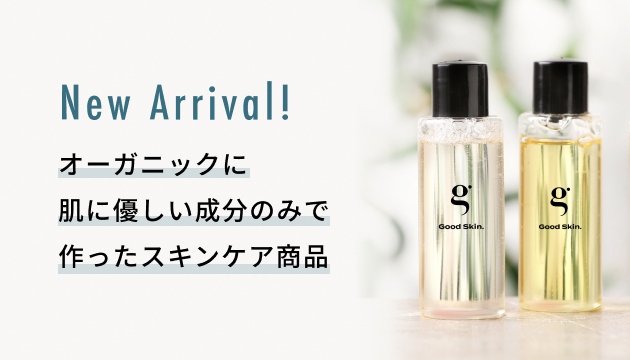 New Arrival!
オーガニックに
肌に優しい成分のみで
作ったスキンケア商品
g
Good Skin.
g
Good Skin.